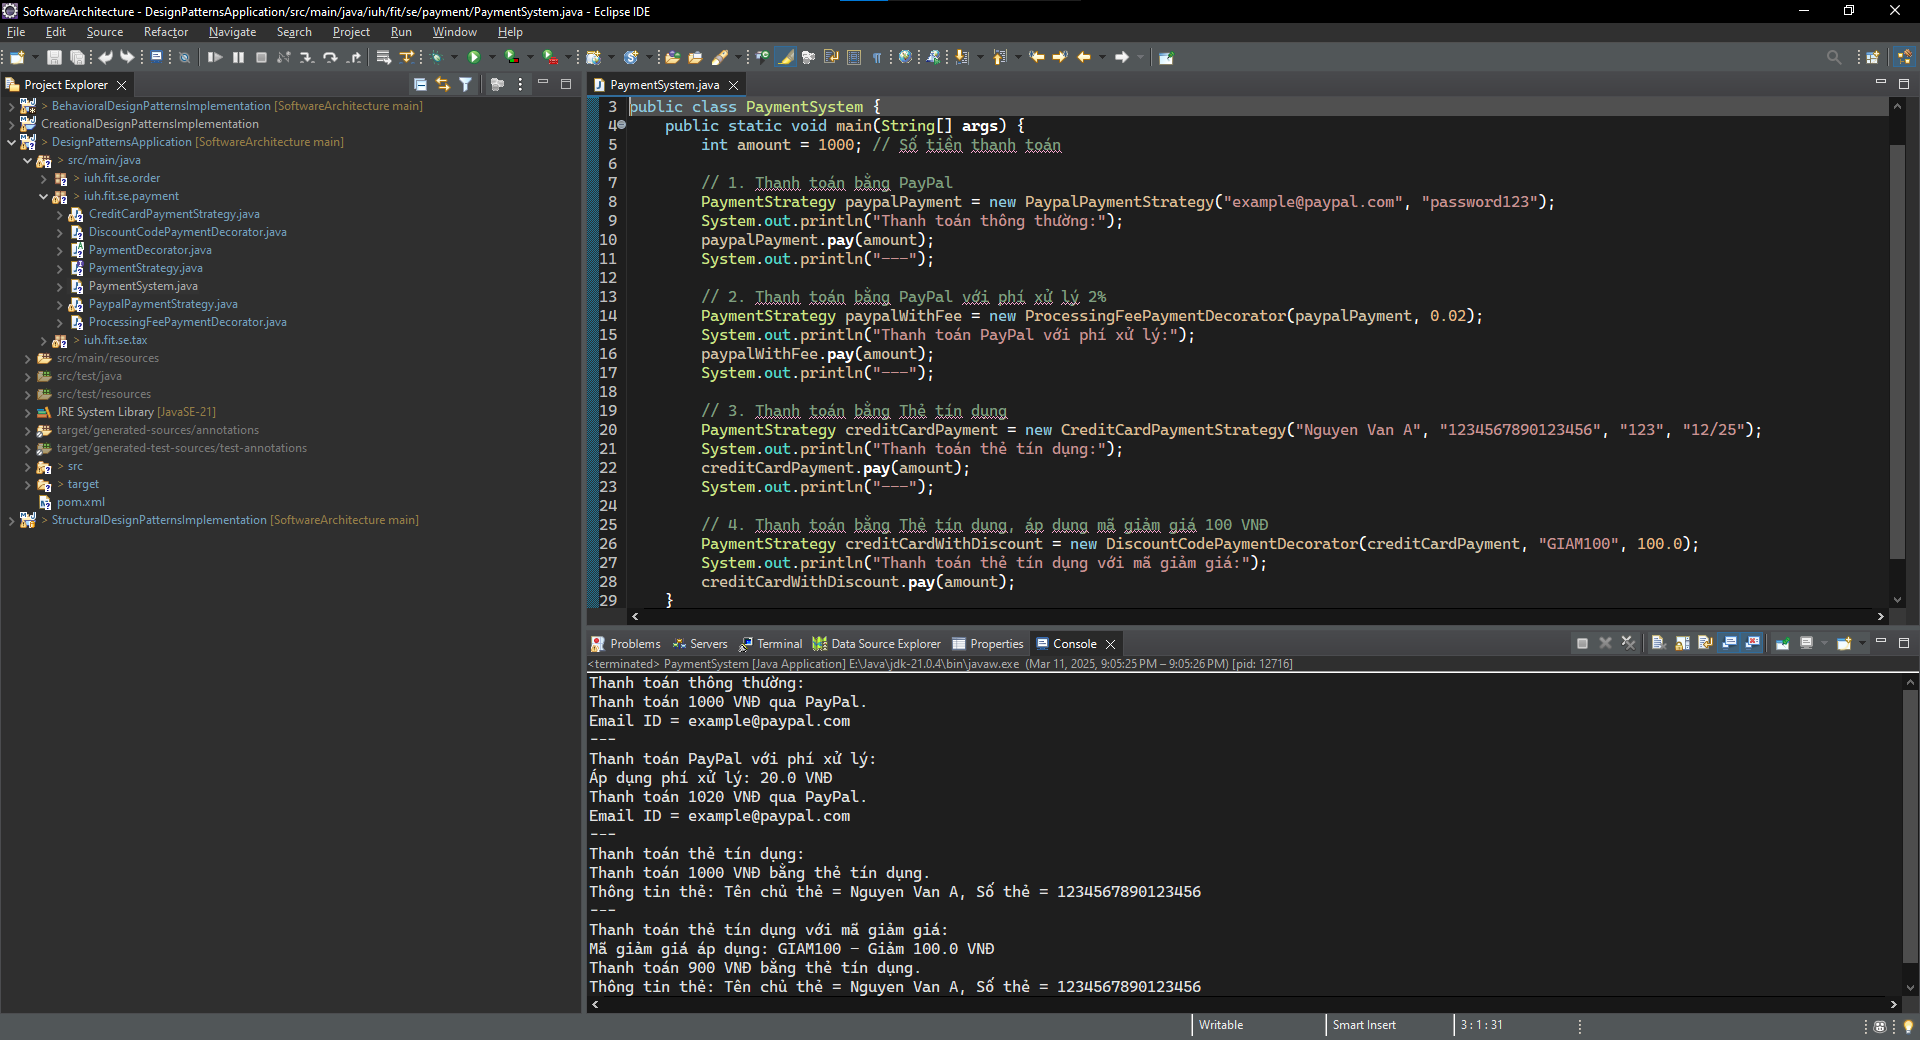 SoftwareArchitecture - DesignPatternsApplication/src/main/java/iuh/fit/se/payment/PaymentSystem.java - Eclipse IDE
File Edit Source Refactor Navigate Search Project Run Window Help
Project Explorer
> BehavioralDesignPatternsImplementation [SoftwareArchitecture main]
CreationalDesignPatternsImplementation
> DesignPatternsApplication [SoftwareArchitecture main]
> src/main/java
> iuh.fit.se.order
> iuh.fit.se.payment
CreditCardPaymentStrategy.java
DiscountCodePaymentDecorator.java
PaymentDecorator.java
PaymentStrategy.java
PaymentSystem.java
PaypalPaymentStrategy.java
ProcessingFeePaymentDecorator.java
> iuh.fit.se.tax
src/main/resources
src/test/java
src/test/resources
JRE System Library [JavaSE-21]
target/generated-sources/annotations
target/generated-test-sources/test-annotations
> src
> target
pom.xml
> StructuralDesignPatternsImplementation [SoftwareArchitecture main]
PaymentSystem.java
3 public class PaymentSystem {
4 public static void main(String[] args) {
5 int amount = 1000; // Số tiền thanh toán
6
7 // 1. Thanh toán bằng PayPal
8 PaymentStrategy paypalPayment = new PaypalPaymentStrategy("example@paypal.com", "password123");
9 System.out.println("Thanh toán thông thường:");
10 paypalPayment.pay(amount);
11 System.out.println("---");
12
13 // 2. Thanh toán bằng PayPal với phí xử lý 2%
14 PaymentStrategy paypalWithFee = new ProcessingFeePaymentDecorator(paypalPayment, 0.02);
15 System.out.println("Thanh toán PayPal với phí xử lý:");
16 paypalWithFee.pay(amount);
17 System.out.println("---");
18
19 // 3. Thanh toán bằng Thẻ tín dụng
20 PaymentStrategy creditCardPayment = new CreditCardPaymentStrategy("Nguyen Van A", "1234567890123456", "123", "12/25");
21 System.out.println("Thanh toán thẻ tín dụng:");
22 creditCardPayment.pay(amount);
23 System.out.println("---");
24
25 // 4. Thanh toán bằng Thẻ tín dụng, áp dụng mã giảm giá 100 VNĐ
26 PaymentStrategy creditCardWithDiscount = new DiscountCodePaymentDecorator(creditCardPayment, "GIAM100", 100.0);
27 System.out.println("Thanh toán thẻ tín dụng với mã giảm giá:");
28 creditCardWithDiscount.pay(amount);
29 }
Problems Servers Terminal Data Source Explorer Properties Console
<terminated> PaymentSystem [Java Application] E:\Java\jdk-21.0.4\bin\javaw.exe (Mar 11, 2025, 9:05:25 PM – 9:05:26 PM) [pid: 12716]
Thanh toán thông thường:
Thanh toán 1000 VNĐ qua PayPal.
Email ID = example@paypal.com
---
Thanh toán PayPal với phí xử lý:
Áp dụng phí xử lý: 20.0 VNĐ
Thanh toán 1020 VNĐ qua PayPal.
Email ID = example@paypal.com
---
Thanh toán thẻ tín dụng:
Thanh toán 1000 VNĐ bằng thẻ tín dụng.
Thông tin thẻ: Tên chủ thẻ = Nguyen Van A, Số thẻ = 1234567890123456
---
Thanh toán thẻ tín dụng với mã giảm giá:
Mã giảm giá áp dụng: GIAM100 - Giảm 100.0 VNĐ
Thanh toán 900 VNĐ bằng thẻ tín dụng.
Thông tin thẻ: Tên chủ thẻ = Nguyen Van A, Số thẻ = 1234567890123456
Writable Smart Insert 3 : 1 : 31